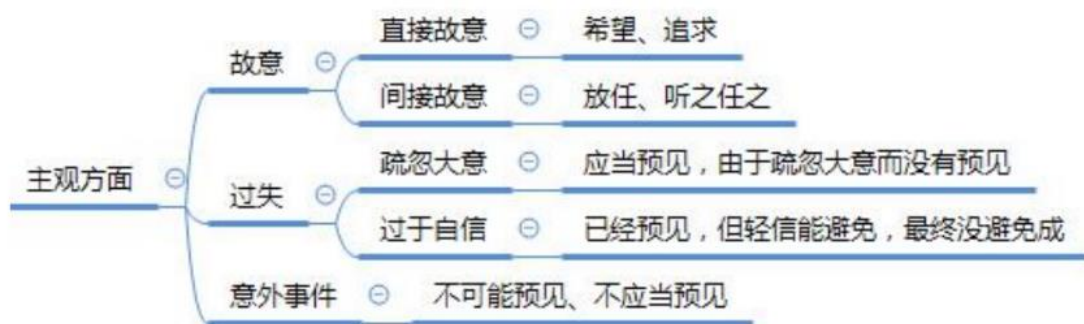 主观方面
故意
直接故意
希望、追求
间接故意
放任、听之任之
过失
疏忽大意
应当预见，由于疏忽大意而没有预见
过于自信
已经预见，但轻信能避免，最终没避免成
意外事件
不可能预见、不应当预见